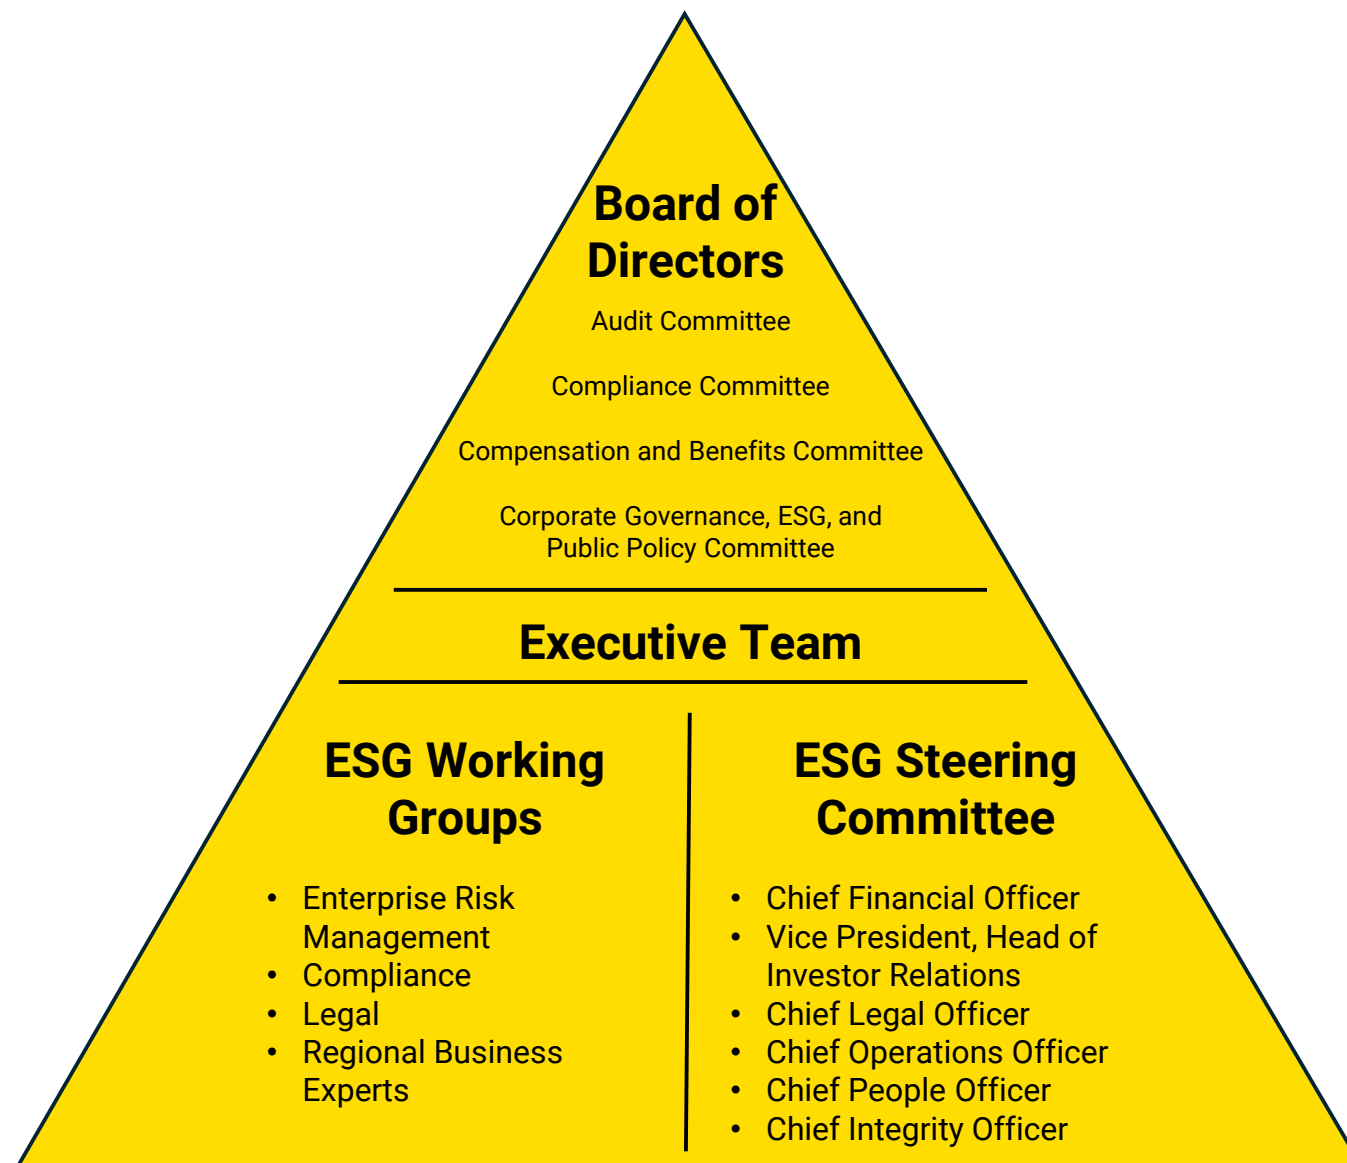 Board of
Directors
Audit Committee
Compliance Committee
Compensation and Benefits Committee
Corporate Governance, ESG, and
Public Policy Committee
Executive Team
ESG Working
Groups
• Enterprise Risk
Management
• Compliance
• Legal
• Regional Business
Experts
ESG Steering
Committee
• Chief Financial Officer
• Vice President, Head of
Investor Relations
• Chief Legal Officer
• Chief Operations Officer
• Chief People Officer
• Chief Integrity Officer